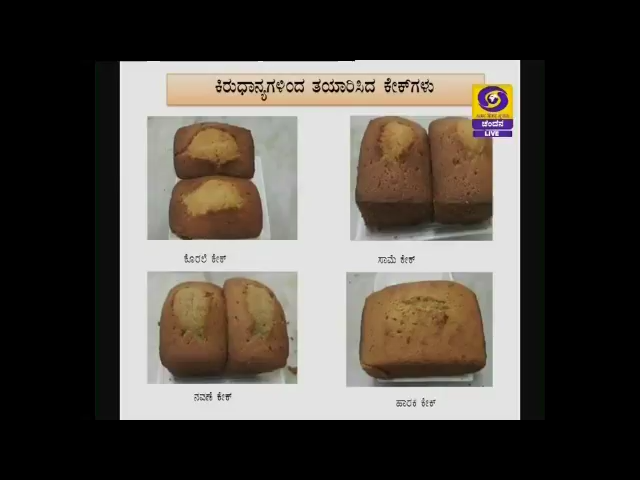 ಕಿರುಧಾನ್ಯಗಳಿಂದ ತಯಾರಿಸಿದ ಕೇಕ್‌ಗಳು
ಚಂದನ
LIVE
ಕೊರಲೆ ಕೇಕ್
ಸಾಮೆ ಕೇಕ್
ನವಣೆ ಕೇಕ್
ಹಾರಕ ಕೇಕ್